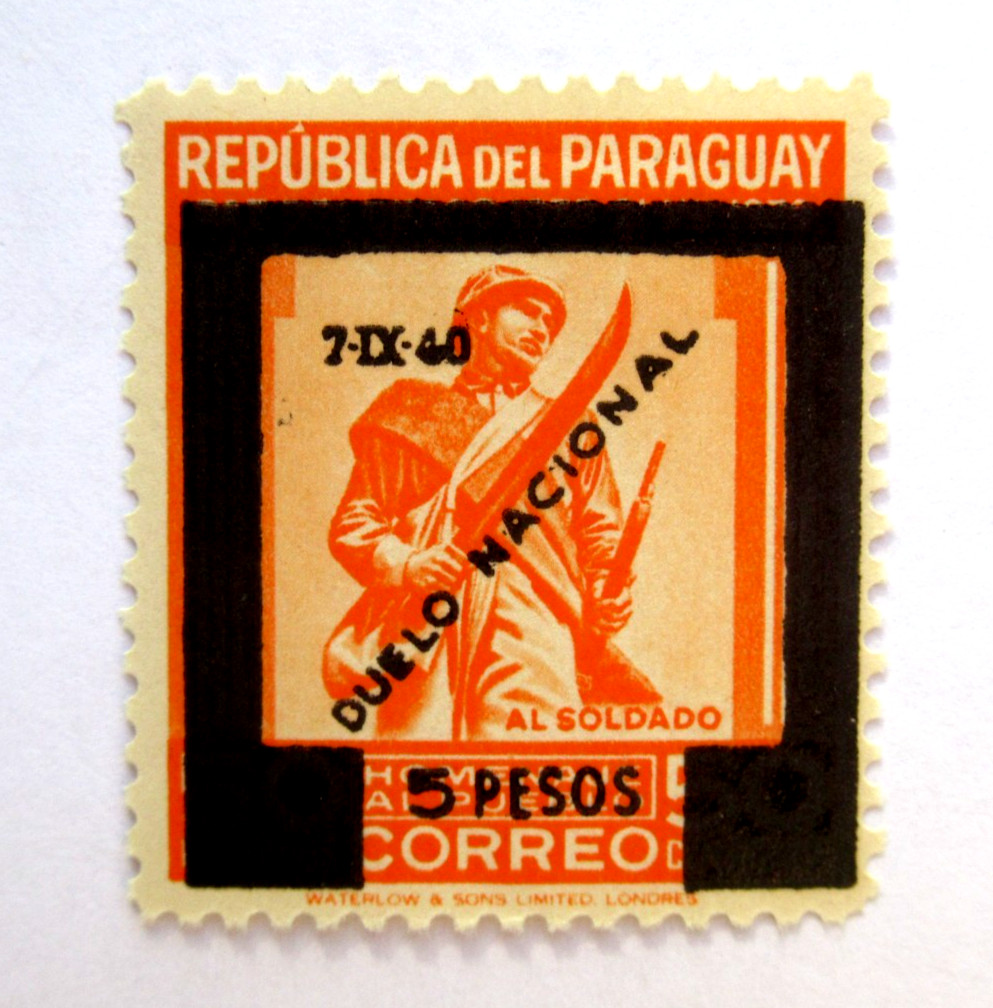 REPÚBLICA DEL PARAGUAY
7·IX·40
DUELO NACIONAL
AL SOLDADO
5 PESOS
CORREO
WATERLOW & SONS LIMITED, LONDRES